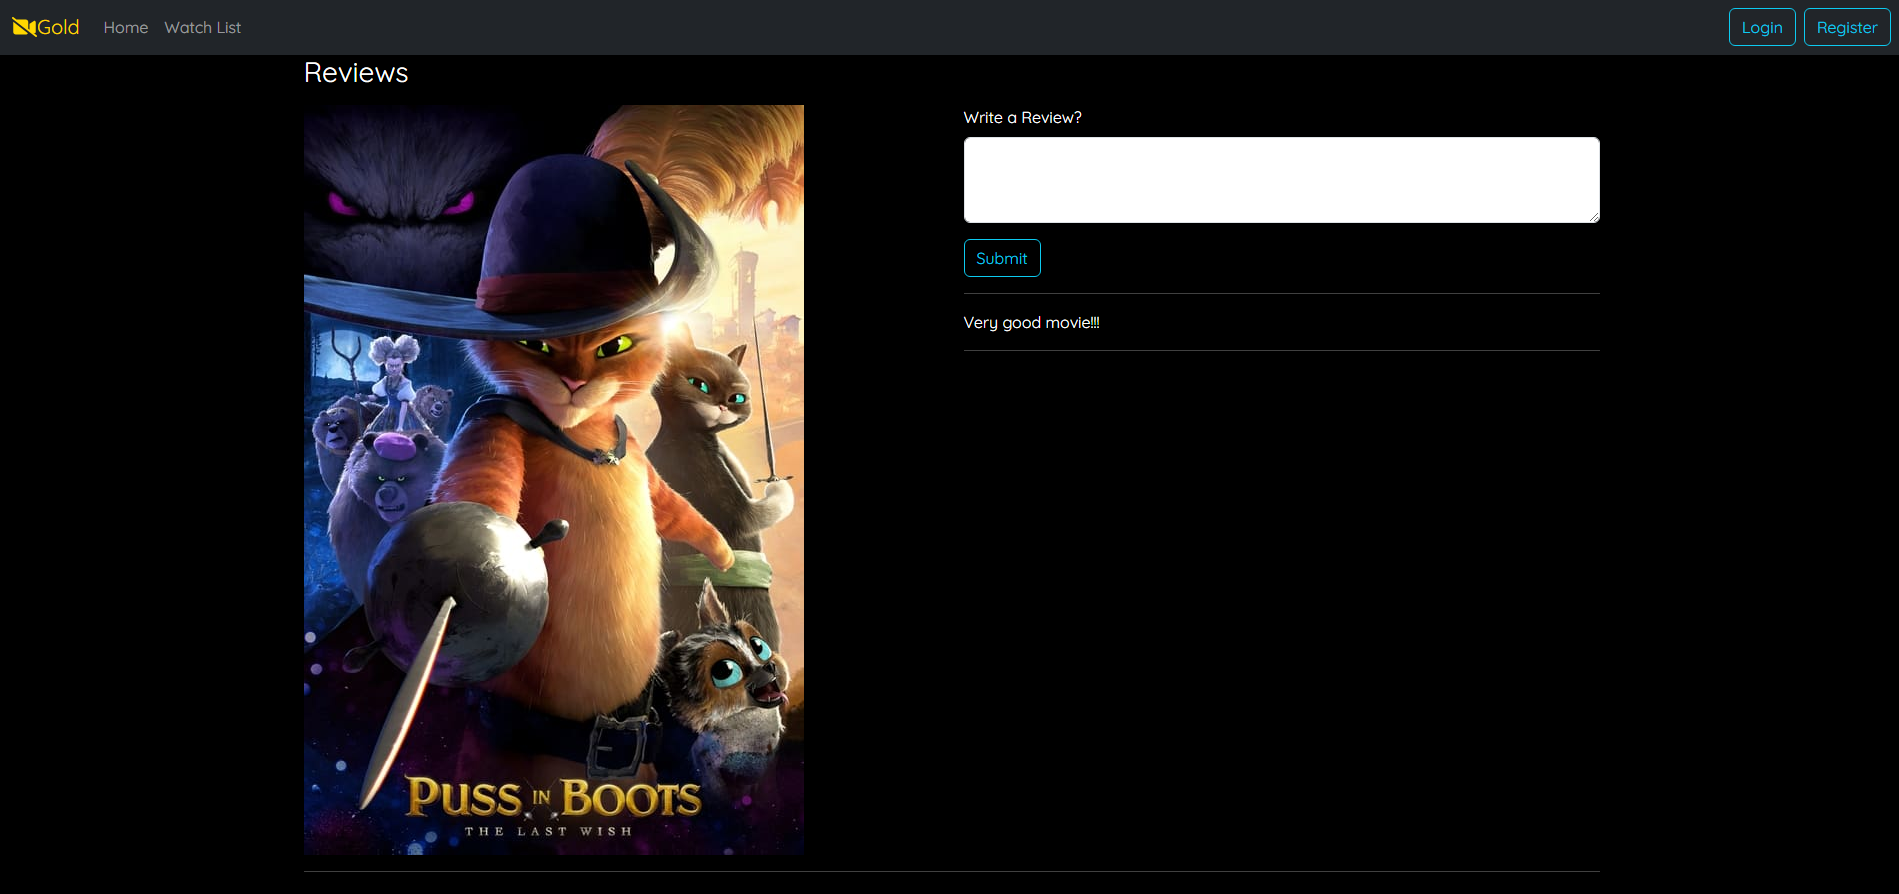 Gold Home Watch List Login Register
Reviews
Write a Review?
Submit
Very good movie!!!
PUSS IN BOOTS
THE LAST WISH